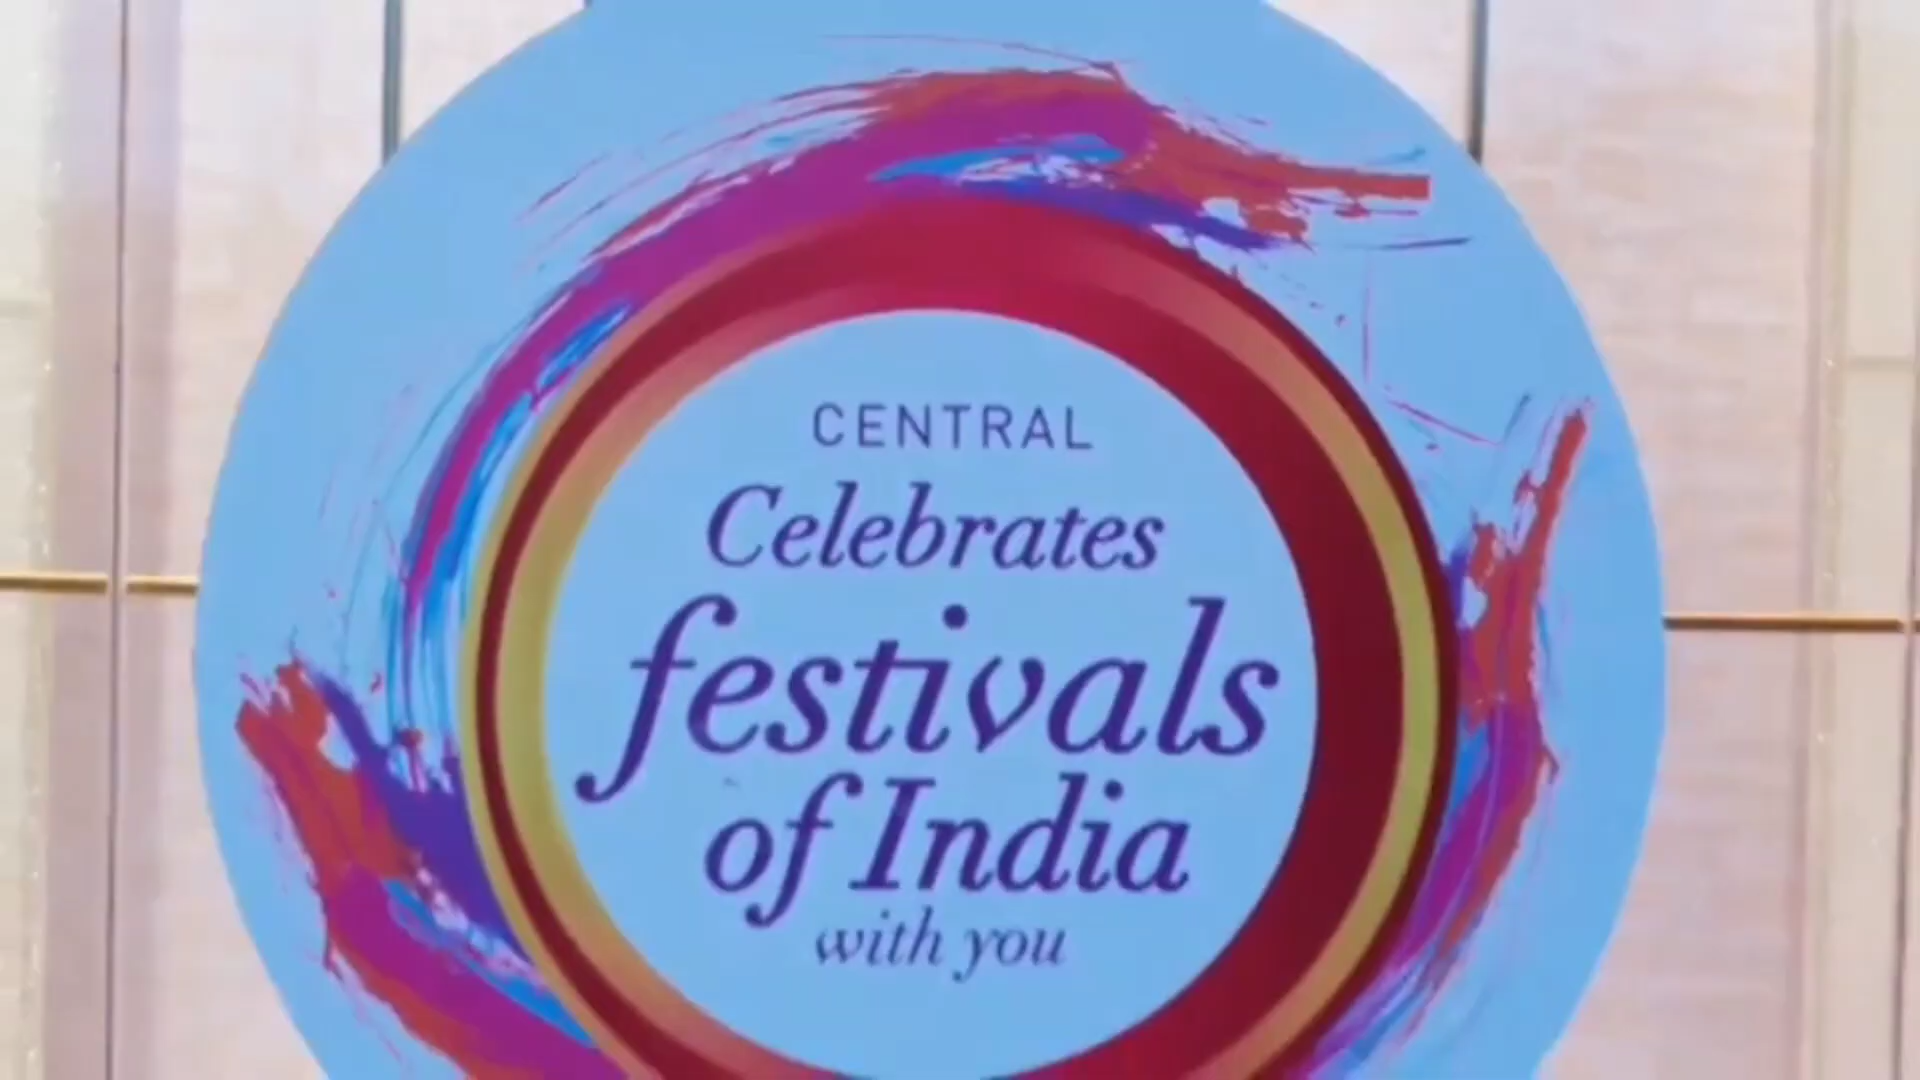 CENTRAL
Celebrates
festivals
of India
with you